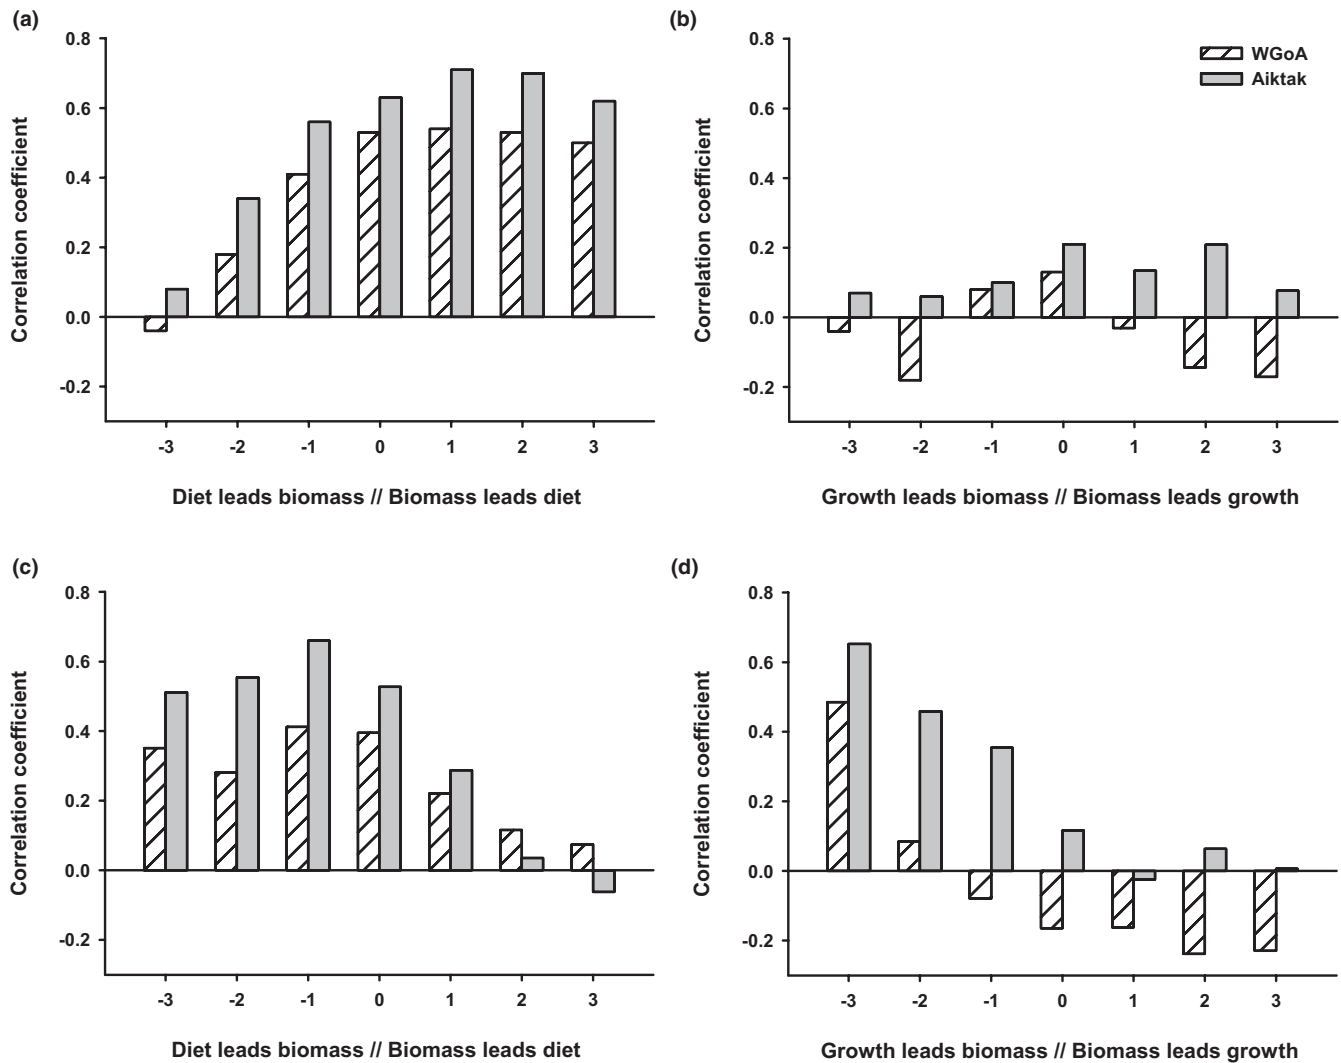 (a)
0.8
0.6
0.4
0.2
0.0
-0.2
Correlation coefficient
-3 -2 -1 0 1 2 3
Diet leads biomass // Biomass leads diet
(b)
0.8
0.6
0.4
0.2
0.0
-0.2
Correlation coefficient
WGoA
Aiktak
-3 -2 -1 0 1 2 3
Growth leads biomass // Biomass leads growth
(c)
0.8
0.6
0.4
0.2
0.0
-0.2
Correlation coefficient
-3 -2 -1 0 1 2 3
Diet leads biomass // Biomass leads diet
(d)
0.8
0.6
0.4
0.2
0.0
-0.2
Correlation coefficient
-3 -2 -1 0 1 2 3
Growth leads biomass // Biomass leads growth